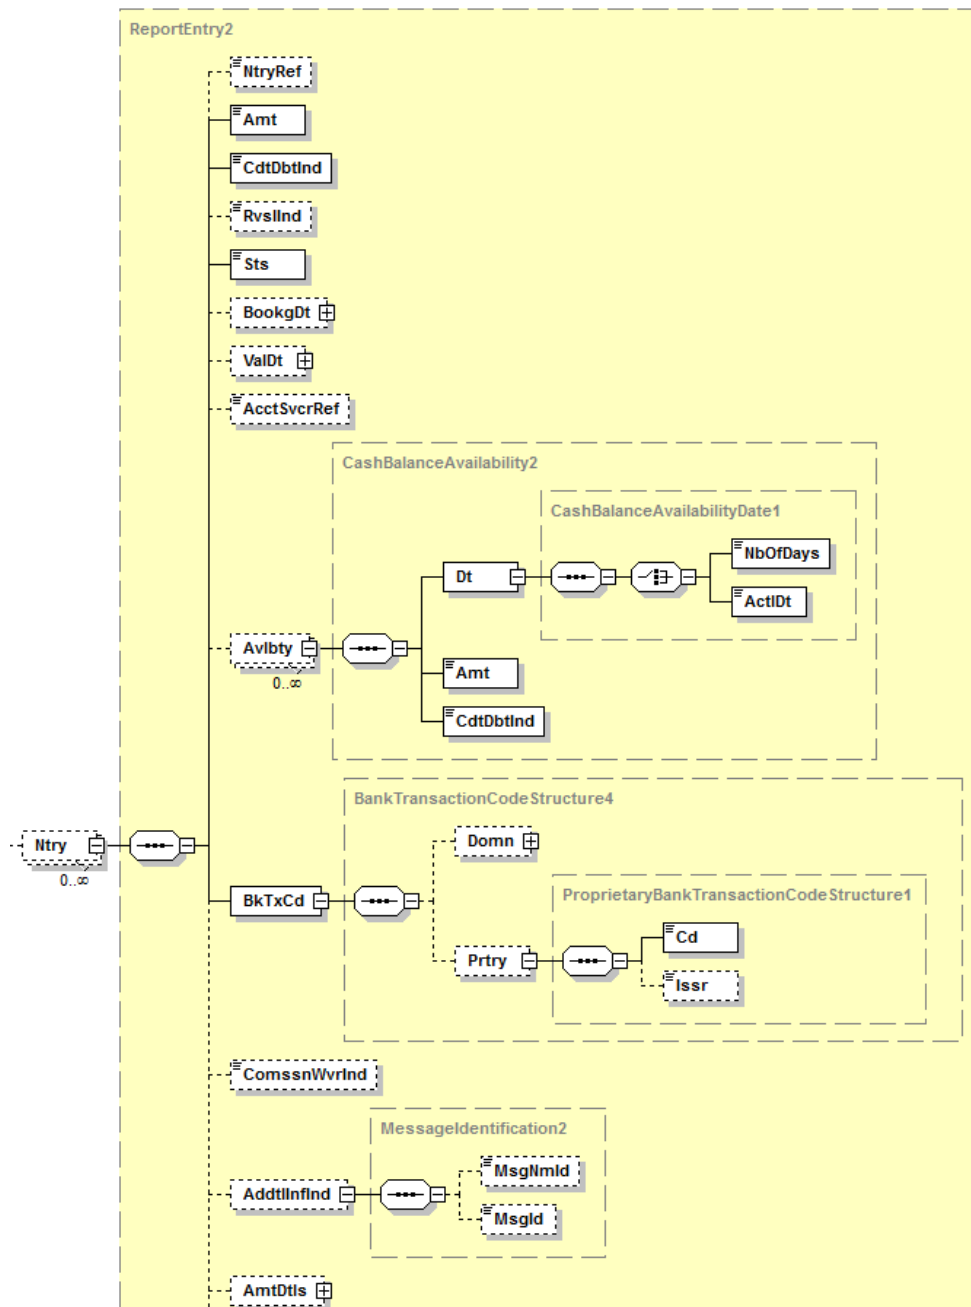 ReportEntry2
NtryRef
Amt
CdtDbtInd
RvslInd
Sts
BookgDt
ValDt
AcctSvcrRef
CashBalanceAvailability2
CashBalanceAvailabilityDate1
NbOfDays
Dt
ActlDt
Avlbty
0..∞
Amt
CdtDbtInd
BankTransactionCodeStructure4
Domn
Ntry
0..∞
ProprietaryBankTransactionCodeStructure1
BkTxCd
Cd
Prtry
Issr
ComssnWvrInd
MessageIdentification2
MsgNmId
AddtlInfInd
MsgId
AmtDtls